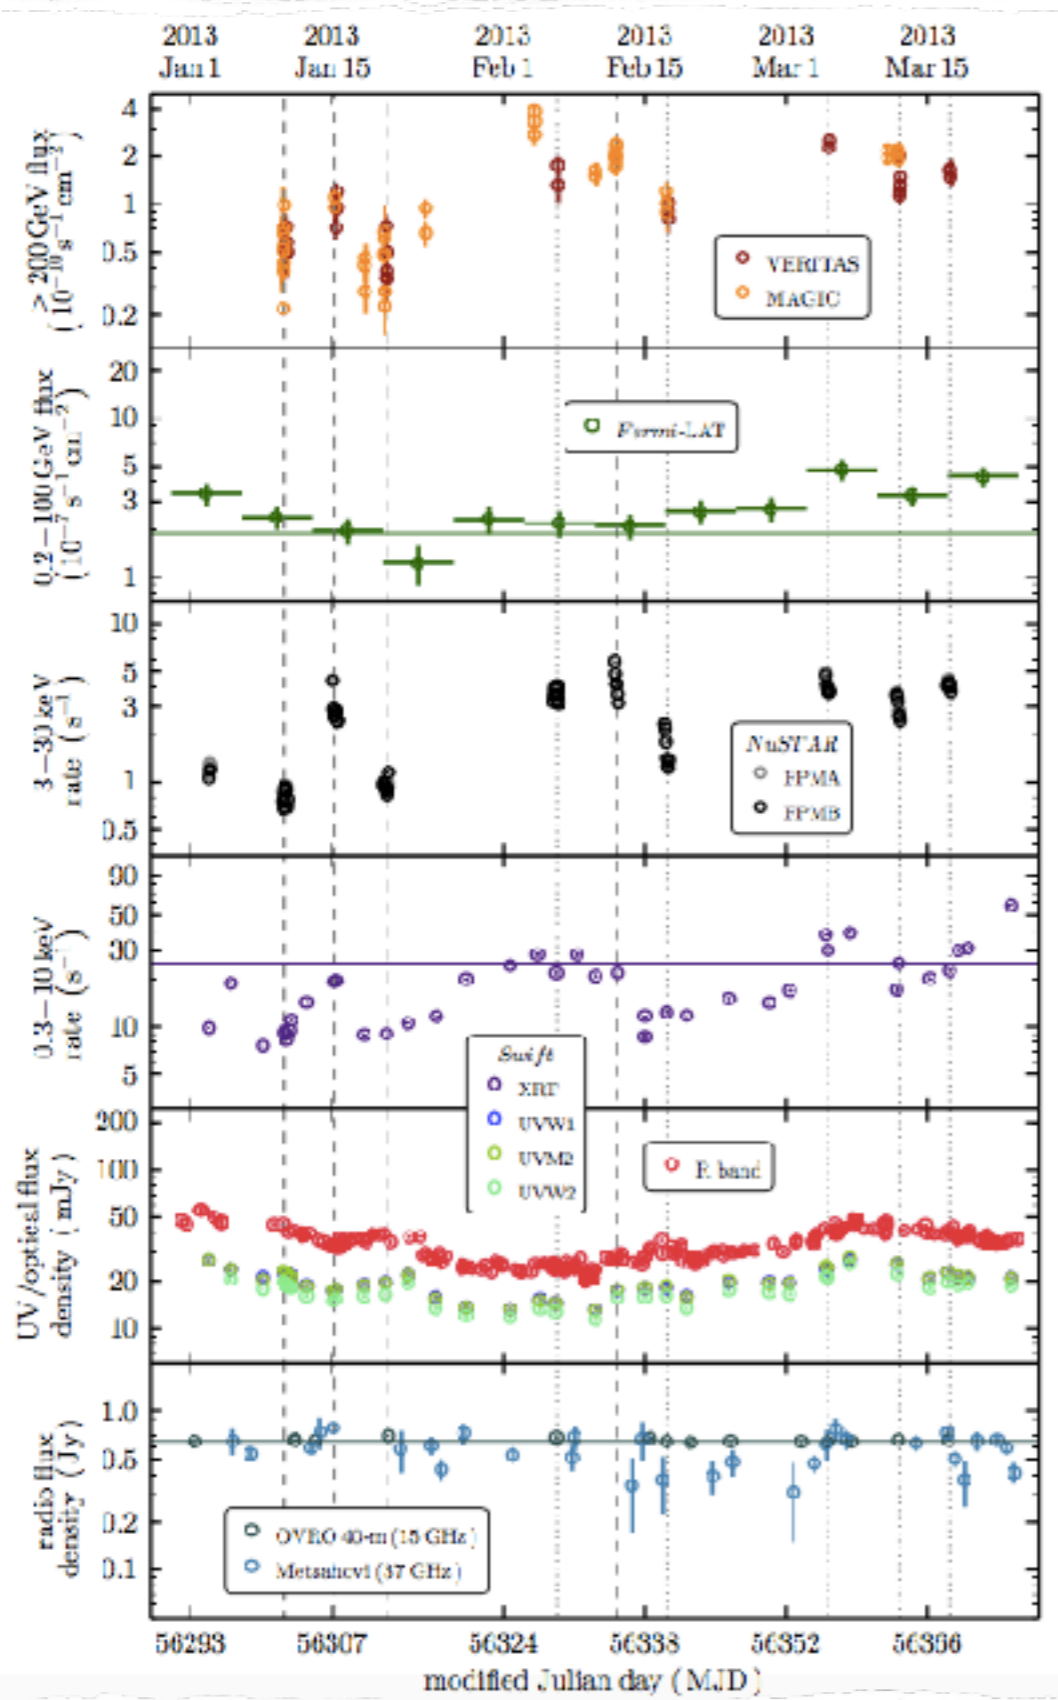 2013 2013 2013 2013 2013 2013
Jan 1 Jan 15 Feb 1 Feb 15 Mar 1 Mar 15
> 200 GeV flux
(10⁻¹⁰ s⁻¹ cm⁻²)
4
2
1
0.5
0.2
VERITAS
MAGIC
0.2−100 GeV flux
(10⁻⁷ s⁻¹ cm⁻²)
20
10
5
3
1
Fermi-LAT
3−30 keV
rate (s⁻¹)
10
5
3
1
0.5
NuSTAR
FPMA
FPMB
0.3−10 keV
rate (s⁻¹)
90
50
30
10
5
Swift
XRT
UVW1
UVM2
UVW2
UV/optical flux
density (mJy)
200
100
50
20
10
R band
radio flux
density (Jy)
1.0
0.5
0.2
0.1
OVRO 40-m (15 GHz)
Metsahovi (37 GHz)
56293 56307 56324 56338 56352 56366
modified Julian day (MJD)